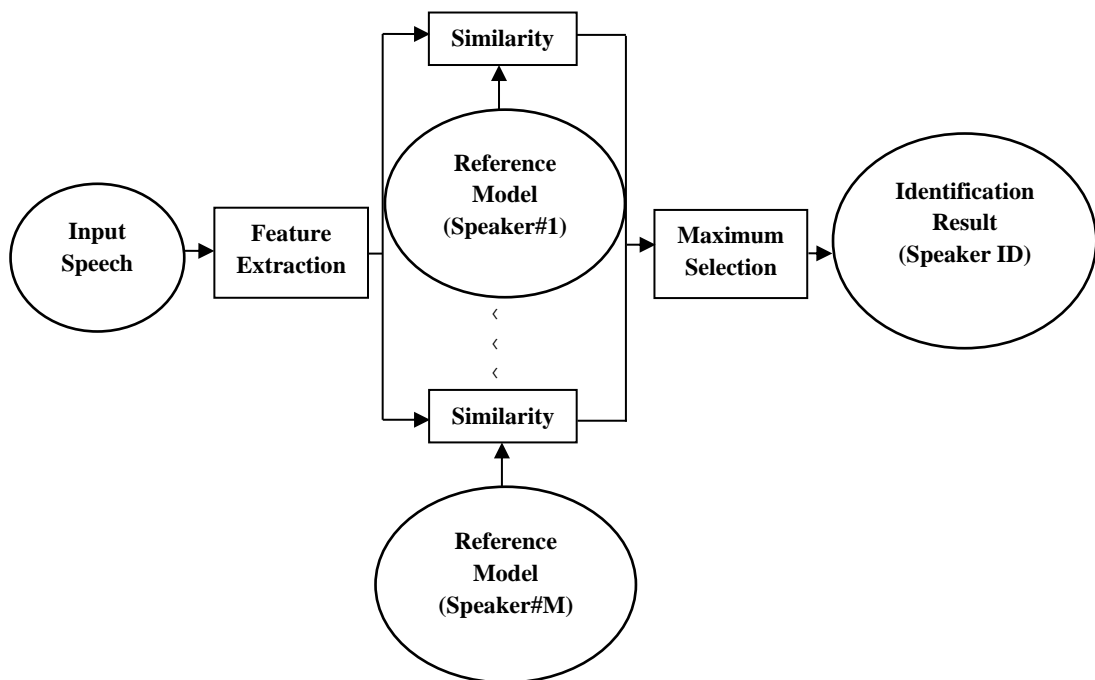 Similarity
Reference
Model
(Speaker#1)
Input
Speech
Feature
Extraction
Maximum
Selection
Identification
Result
(Speaker ID)
‹
‹
‹
Similarity
Reference
Model
(Speaker#M)